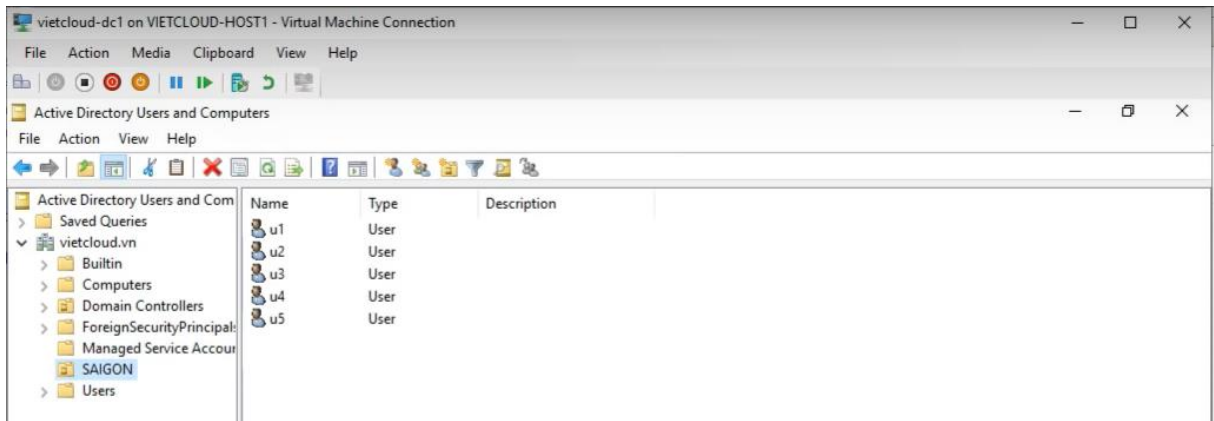 vietcloud-dc1 on VIETCLOUD-HOST1 - Virtual Machine Connection
File Action Media Clipboard View Help
Active Directory Users and Computers
File Action View Help
Active Directory Users and Com
Saved Queries
vietcloud.vn
Builtin
Computers
Domain Controllers
ForeignSecurityPrincipals
Managed Service Accour
SAIGON
Users
Name Type Description
u1 User
u2 User
u3 User
u4 User
u5 User